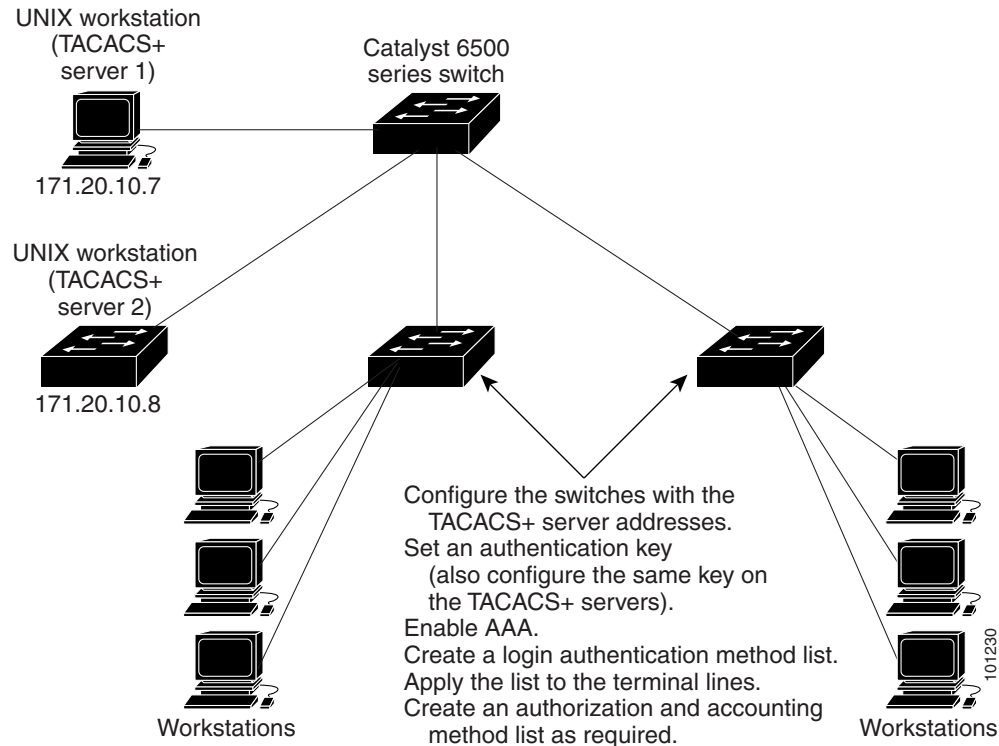 UNIX workstation
(TACACS+
server 1)
Catalyst 6500
series switch
171.20.10.7
UNIX workstation
(TACACS+
server 2)
171.20.10.8
Configure the switches with the
TACACS+ server addresses.
Set an authentication key
(also configure the same key on
the TACACS+ servers).
Enable AAA.
Create a login authentication method list.
Apply the list to the terminal lines.
Create an authorization and accounting
method list as required.
Workstations
Workstations
101230